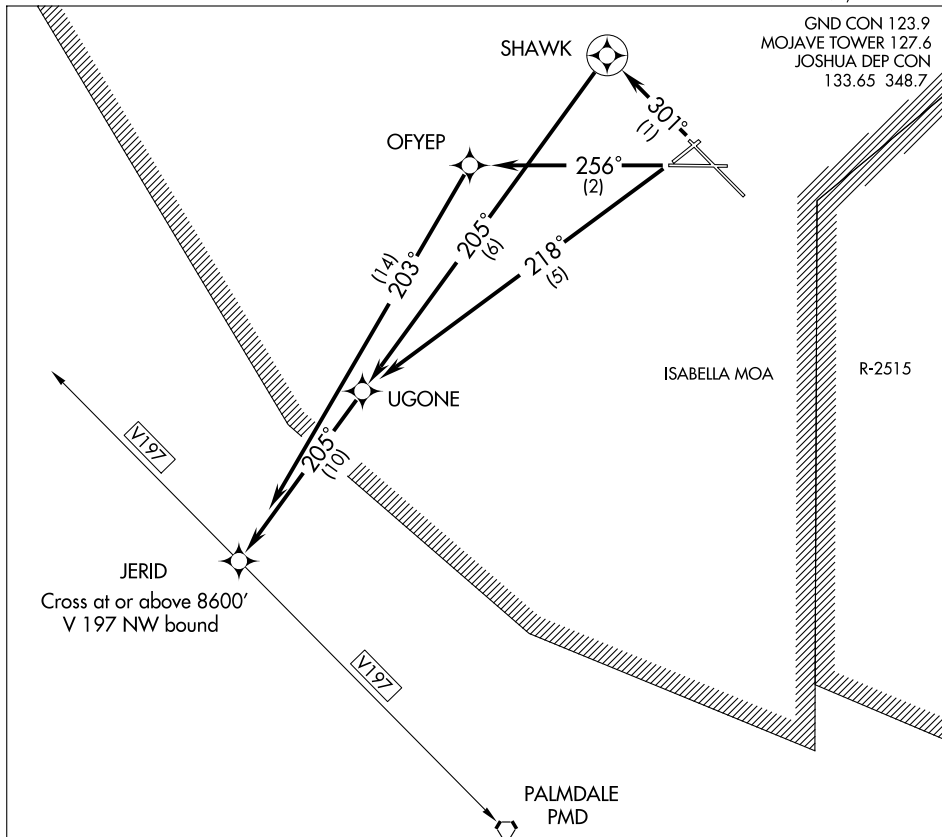 GND CON 123.9
MOJAVE TOWER 127.6
JOSHUA DEP CON
133.65 348.7
SHAWK
301°
(1)
OFYEP
256°
(2)
205°
(6)
218°
(5)
(14)
203°
ISABELLA MOA
R-2515
UGONE
V197
205°
(10)
JERID
Cross at or above 8600'
V 197 NW bound
V197
PALMDALE
PMD